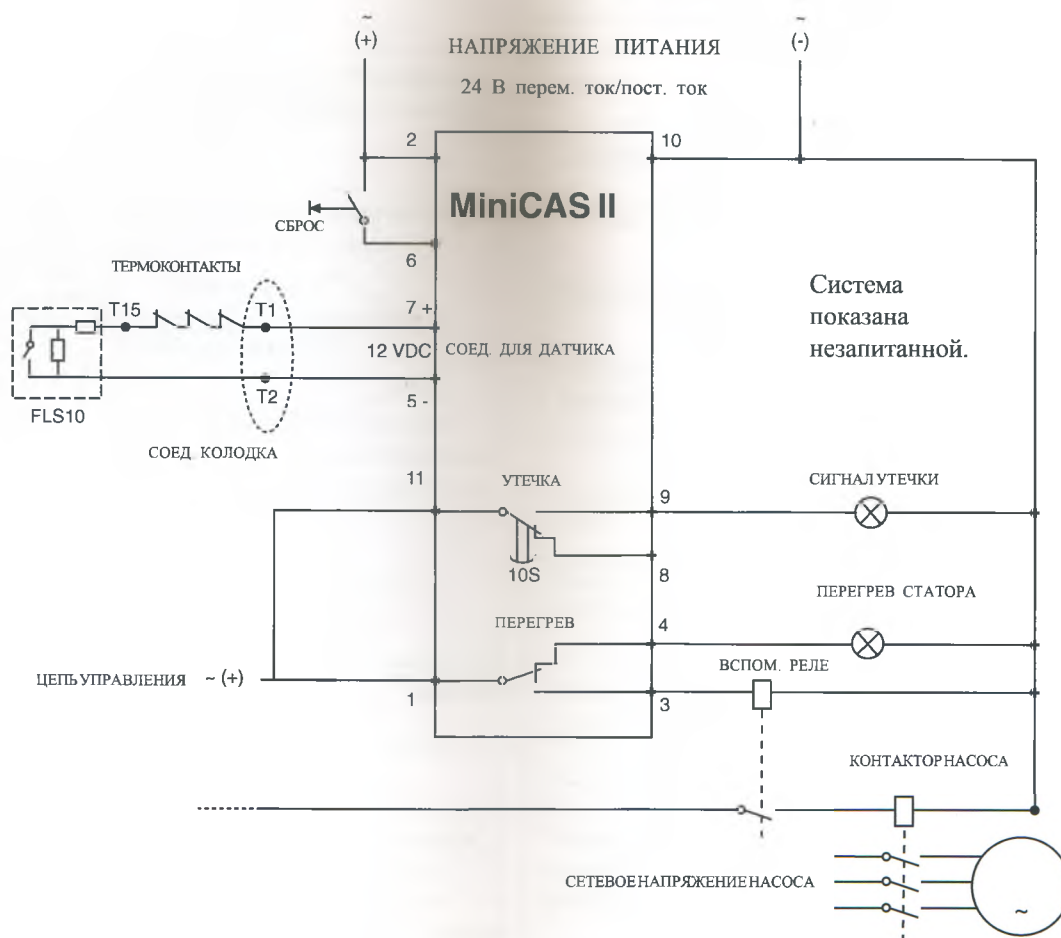 ~
(+)
НАПРЯЖЕНИЕ ПИТАНИЯ
~
(-)
24 В перем. ток/пост. ток
2
10
MiniCAS II
СБРОС
6
ТЕРМОКОНТАКТЫ
Система
показана
незапитанной.
T15
T1
7 +
12 VDC
СОЕД. ДЛЯ ДАТЧИКА
FLS10
T2
5 -
СОЕД. КОЛОДКА
11
УТЕЧКА
9
СИГНАЛ УТЕЧКИ
10S
8
ПЕРЕГРЕВ СТАТОРА
ПЕРЕГРЕВ
4
ВСПОМ. РЕЛЕ
ЦЕПЬ УПРАВЛЕНИЯ ~ (+)
1
3
КОНТАКТОР НАСОСА
СЕТЕВОЕ НАПРЯЖЕНИЕ НАСОСА
~